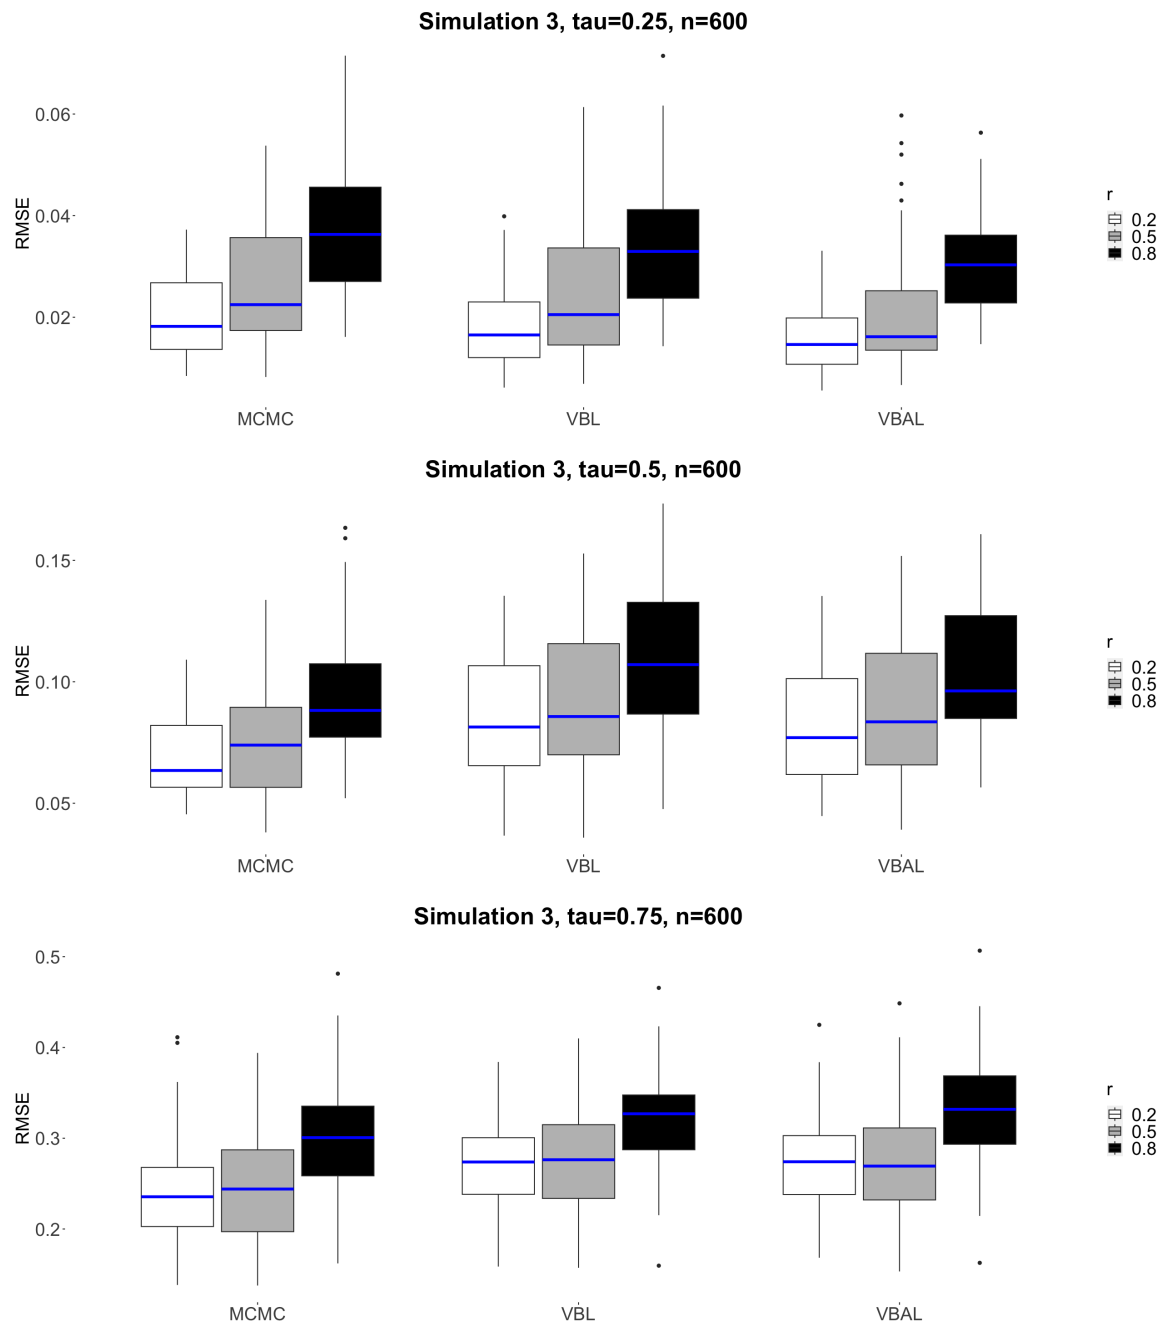 Simulation 3, tau=0.25, n=600
0.06
0.04
0.02
RMSE
MCMC VBL VBAL
r
0.2
0.5
0.8
Simulation 3, tau=0.5, n=600
0.15
0.10
0.05
RMSE
MCMC VBL VBAL
r
0.2
0.5
0.8
Simulation 3, tau=0.75, n=600
0.5
0.4
0.3
0.2
RMSE
MCMC VBL VBAL
r
0.2
0.5
0.8